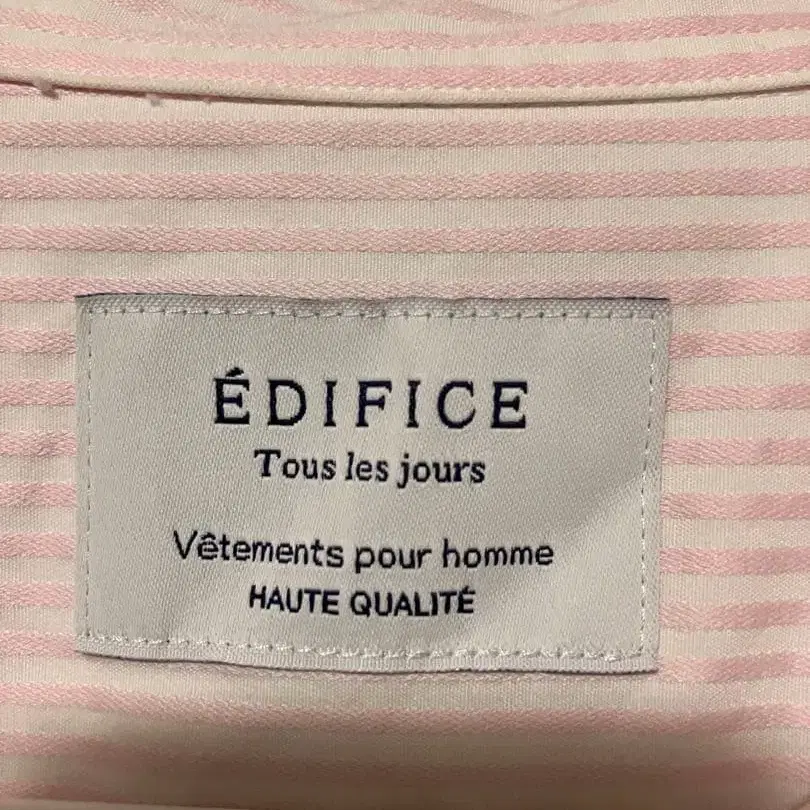 ÉDIFICE
Tous les jours
Vêtements pour homme
HAUTE QUALITÉ